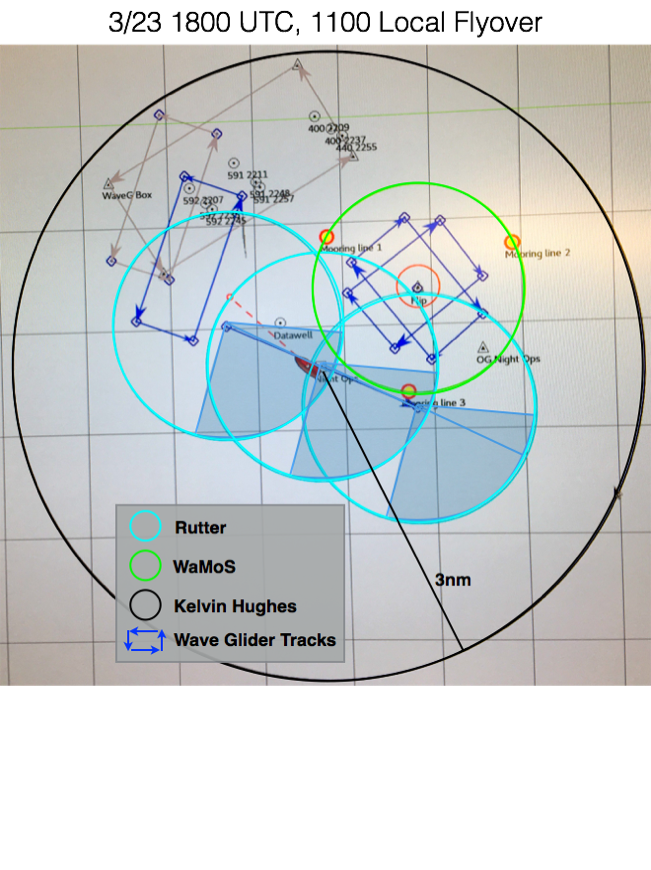 3/23 1800 UTC, 1100 Local Flyover
400 2209
400 2237
440 2255
591 2211
WaveG Box
592 2207
591 2248
591 2257
592 2245
Mooring line 1
Mooring line 2
Flip
Datawell
OG Night Ops
Night Ops
line 3
Rutter
WaMoS
3nm
Kelvin Hughes
Wave Glider Tracks